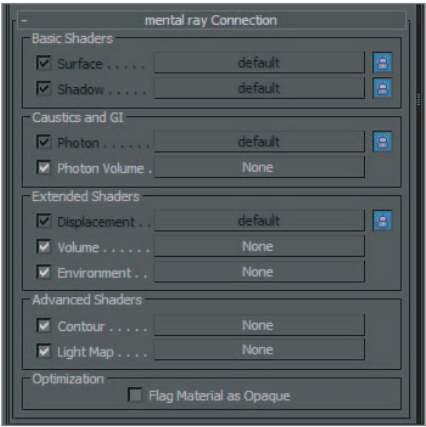 - mental ray Connection
Basic Shaders
Surface . . . . . default
Shadow . . . . . default
Caustics and GI
Photon . . . . . . default
Photon Volume . None
Extended Shaders
Displacement . . default
Volume . . . . . . None
Environment . . None
Advanced Shaders
Contour . . . . . None
Light Map . . . . None
Optimization
Flag Material as Opaque